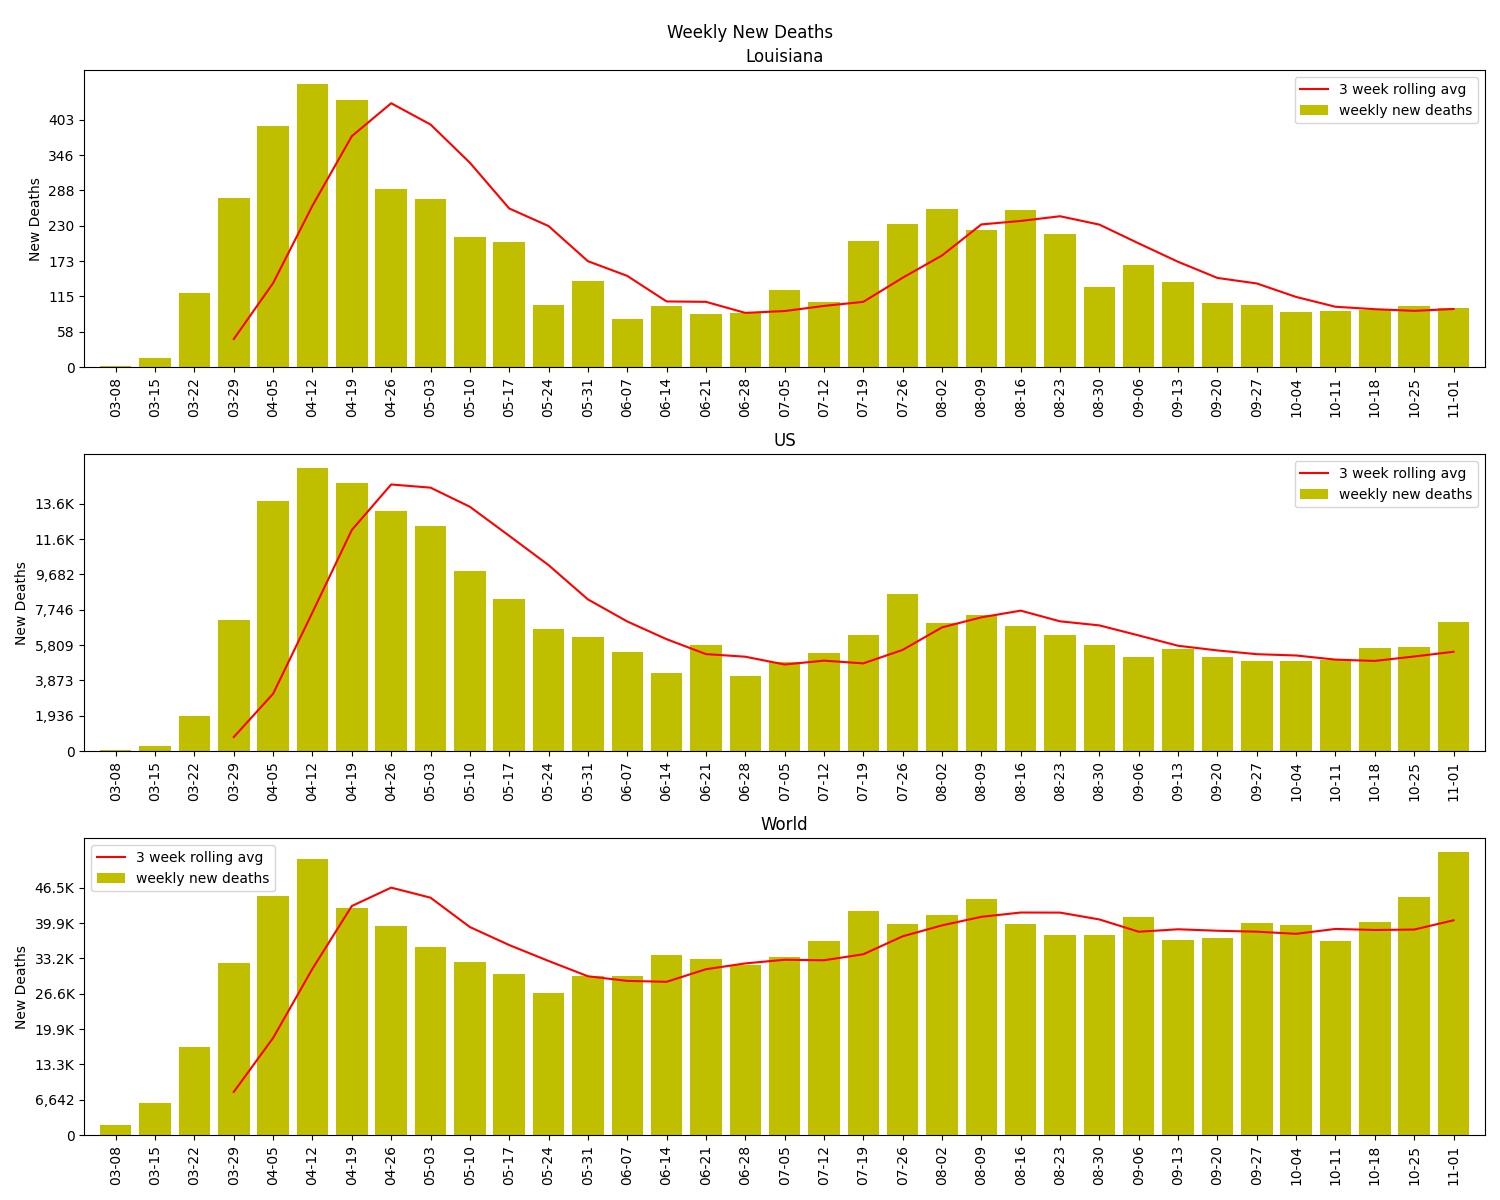 Weekly New Deaths
Louisiana
New Deaths
403
346
288
230
173
115
58
0
3 week rolling avg
weekly new deaths
03-08 03-15 03-22 03-29 04-05 04-12 04-19 04-26 05-03 05-10 05-17 05-24 05-31 06-07 06-14 06-21 06-28 07-05 07-12 07-19 07-26 08-02 08-09 08-16 08-23 08-30 09-06 09-13 09-20 09-27 10-04 10-11 10-18 10-25 11-01
US
New Deaths
13.6K
11.6K
9,682
7,746
5,809
3,873
1,936
0
3 week rolling avg
weekly new deaths
03-08 03-15 03-22 03-29 04-05 04-12 04-19 04-26 05-03 05-10 05-17 05-24 05-31 06-07 06-14 06-21 06-28 07-05 07-12 07-19 07-26 08-02 08-09 08-16 08-23 08-30 09-06 09-13 09-20 09-27 10-04 10-11 10-18 10-25 11-01
World
New Deaths
46.5K
39.9K
33.2K
26.6K
19.9K
13.3K
6,642
0
3 week rolling avg
weekly new deaths
03-08 03-15 03-22 03-29 04-05 04-12 04-19 04-26 05-03 05-10 05-17 05-24 05-31 06-07 06-14 06-21 06-28 07-05 07-12 07-19 07-26 08-02 08-09 08-16 08-23 08-30 09-06 09-13 09-20 09-27 10-04 10-11 10-18 10-25 11-01